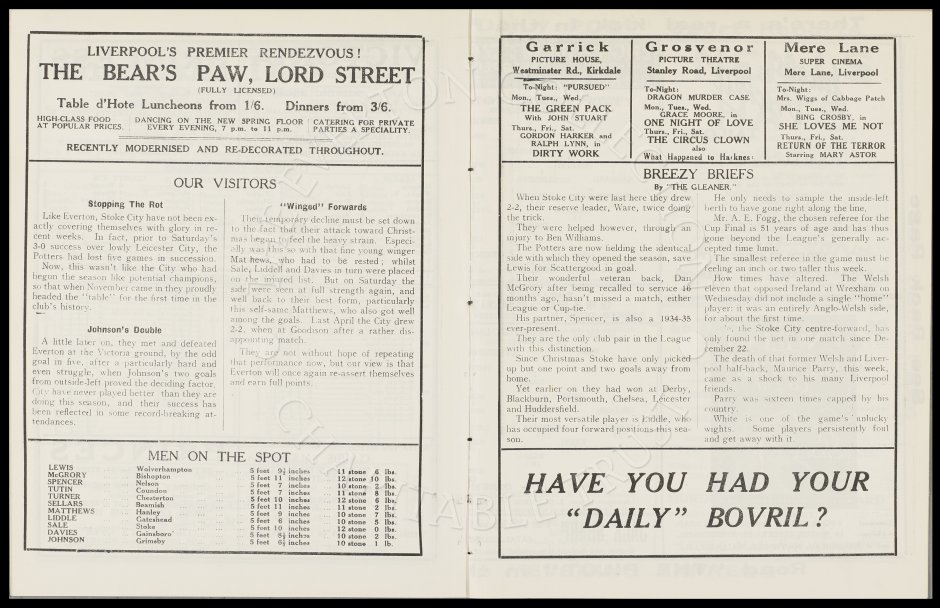 LIVERPOOL'S PREMIER RENDEZVOUS!
THE BEAR'S PAW, LORD STREET
(FULLY LICENSED)
Table d'Hote Luncheons from 1/6. Dinners from 3/6.
HIGH-CLASS FOOD
AT POPULAR PRICES.
DANCING ON THE NEW SPRING FLOOR
EVERY EVENING, 7 p.m. to 11 p.m.
CATERING FOR PRIVATE
PARTIES A SPECIALITY.
RECENTLY MODERNISED AND RE-DECORATED THROUGHOUT.
OUR VISITORS
Stopping The Rot
Like Everton, Stoke City have not been ex-
actly covering themselves with glory in re-
cent weeks. In fact, prior to Saturday's
3-0 success over lowly Leicester City, the
Potters had lost five games in succession.
Now, this wasn't like the City who had
begun the season like potential champions,
so that when November came in they proudly
headed the "table" for the first time in the
club's history.
Johnson's Double
A little later on, they met and defeated
Everton at the Victoria ground, by the odd
goal in five, after a particularly hard and
even struggle, when Johnson's two goals
from outside-left proved the deciding factor.
City have never played better than they are
doing this season, and their success has
been reflected in some record-breaking at-
tendances.
"Winged" Forwards
Their temporary decline must be set down
to the fact that their attack toward Christ-
mas began to feel the heavy strain. Especi-
ally was this so with that fine young winger
Matthews, who had to be rested; whilst
Sale, Liddell and Davies in turn were placed
on the injured list. But on Saturday the
side were seen at full strength again, and
well back to their best form, particularly
this self-same Matthews, who also got well
among the goals. Last April the City drew
2-2, when at Goodison after a rather dis-
appointing match.
They are not without hope of repeating
that performance now, but our view is that
Everton will once again re-assert themselves
and earn full points.
MEN ON THE SPOT
LEWIS Wolverhampton ... 5 feet 9½ inches ... 11 stone 6 lbs.
McGRORY Bishopton ... 5 feet 11 inches ... 12 stone 10 lbs.
SPENCER Nelson ... 5 feet 7 inches ... 10 stone 2 lbs.
TUTIN Coundon ... 5 feet 7 inches ... 11 stone 8 lbs.
TURNER Chesterton ... 5 feet 10 inches ... 12 stone 6 lbs.
SELLARS Beamish ... 5 feet 11 inches ... 11 stone 2 lbs.
MATTHEWS Hanley ... 5 feet 9 inches ... 10 stone 7 lbs.
LIDDLE Gateshead ... 5 feet 6 inches ... 10 stone 5 lbs.
SALE Stoke ... 5 feet 10 inches ... 12 stone 0 lbs.
DAVIES Gainsboro' ... 5 feet 8½ inches ... 10 stone 2 lbs.
JOHNSON Grimsby ... 5 feet 6½ inches ... 10 stone 1 lb.
Garrick
PICTURE HOUSE,
Westminster Rd., Kirkdale
To-Night: "PURSUED"
Mon., Tues., Wed.
THE GREEN PACK
With JOHN STUART
Thurs., Fri., Sat.
GORDON HARKER and
RALPH LYNN, in
DIRTY WORK
Grosvenor
PICTURE THEATRE
Stanley Road, Liverpool
To-Night:
DRAGON MURDER CASE
Mon., Tues., Wed.
GRACE MOORE, in
ONE NIGHT OF LOVE
Thurs., Fri., Sat.
THE CIRCUS CLOWN
also
What Happened to Harknes:
Mere Lane
SUPER CINEMA
Mere Lane, Liverpool
To-Night:
Mrs. Wiggs of Cabbage Patch
Mon., Tues., Wed.
BING CROSBY, in
SHE LOVES ME NOT
Thurs., Fri., Sat.
RETURN OF THE TERROR
Starring MARY ASTOR
BREEZY BRIEFS
By "THE GLEANER."
When Stoke City were last here they drew
2-2, their reserve leader, Ware, twice doing
the trick.
They were helped however, through an
injury to Ben Williams.
The Potters are now fielding the identical
side with which they opened the season, save
Lewis for Scattergood in goal.
Their wonderful veteran back, Dan
McGrory after being recalled to service 16
months ago, hasn't missed a match, either
League or Cup-tie.
His partner, Spencer, is also a 1934-35
ever-present.
They are the only club pair in the League
with this distinction.
Since Christmas Stoke have only picked
up but one point and two goals away from
home.
Yet earlier on they had won at Derby,
Blackburn, Portsmouth, Chelsea, Leicester
and Huddersfield.
Their most versatile player is Liddle, who
has occupied four forward positions this sea-
son.
He only needs to sample the inside-left
berth to have gone right along the line.
Mr. A. E. Fogg, the chosen referee for the
Cup Final is 51 years of age and has thus
gone beyond the League's generally ac-
cepted time limit.
The smallest referee in the game must be
feeling an inch or two taller this week.
How times have altered. The Welsh
eleven that opposed Ireland at Wrexham on
Wednesday did not include a single "home"
player: it was an entirely Anglo-Welsh side,
for about the first time.
the Stoke City centre-forward, has
only found the net in one match since De-
cember 22.
The death of that former Welsh and Liver-
pool half-back, Maurice Parry, this week,
came as a shock to his many Liverpool
friends.
Parry was sixteen times capped by his
country.
White is one of the game's unlucky
wights. Some players persistently foul
and get away with it.
HAVE YOU HAD YOUR
"DAILY" BOVRIL?